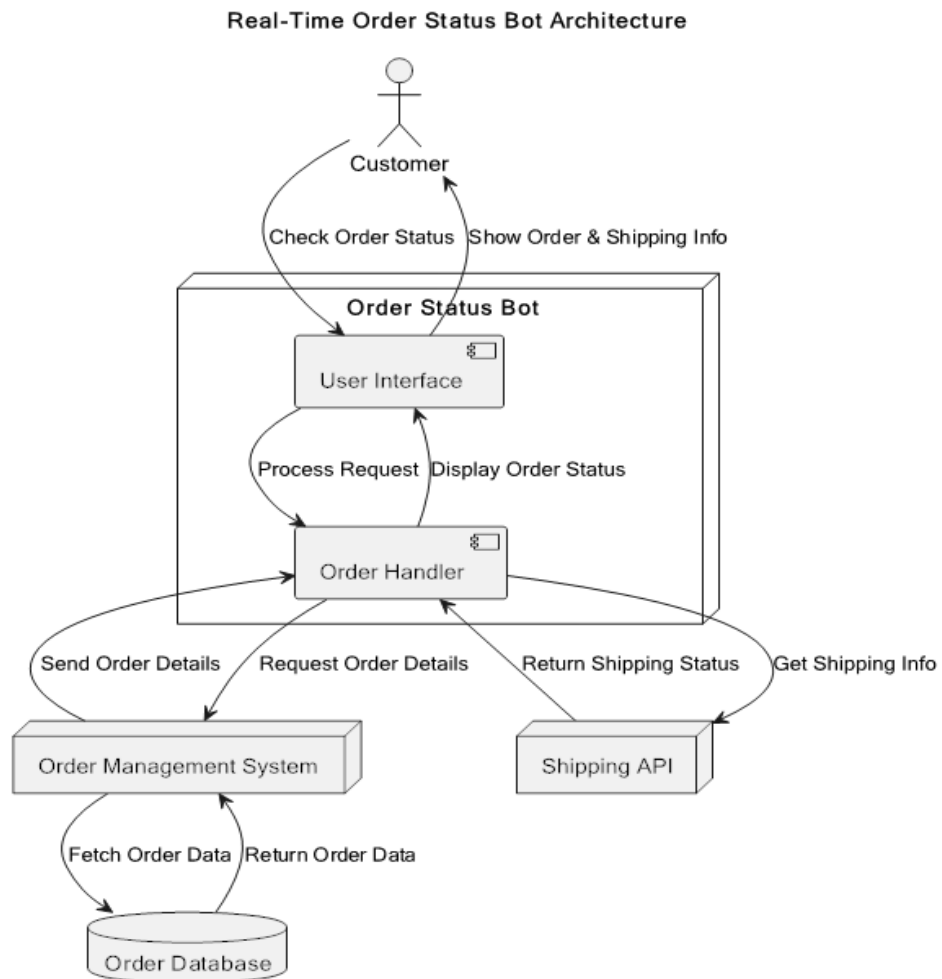 Real-Time Order Status Bot Architecture
Customer
Check Order Status
Show Order & Shipping Info
Order Status Bot
User Interface
Process Request
Display Order Status
Order Handler
Send Order Details
Request Order Details
Return Shipping Status
Get Shipping Info
Order Management System
Shipping API
Fetch Order Data
Return Order Data
Order Database